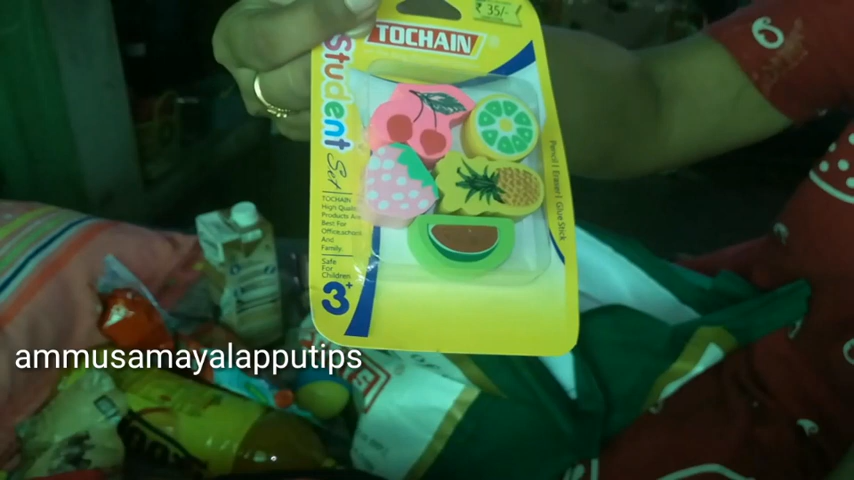 ₹ 35/-
TOCHAIN
Student
Set
TOCHAIN
High Quality
Products Are
Best For
Office,school
And
Family.
Safe
For
Children
3+
Pencil | Eraser | Glue Stick
ammusamayalapputips